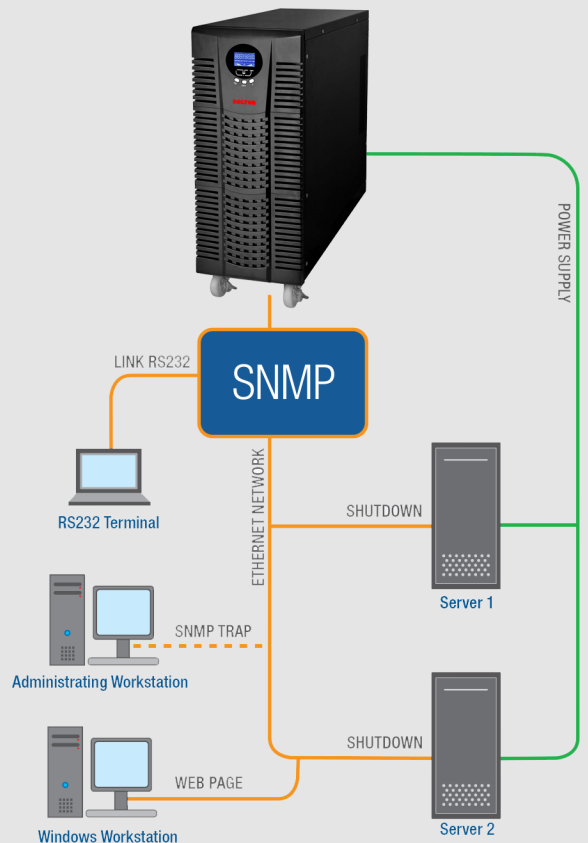 POWER SUPPLY
LINK RS232
SNMP
RS232 Terminal
ETHERNET NETWORK
SHUTDOWN
Server 1
SNMP TRAP
Administrating Workstation
SHUTDOWN
WEB PAGE
Server 2
Windows Workstation